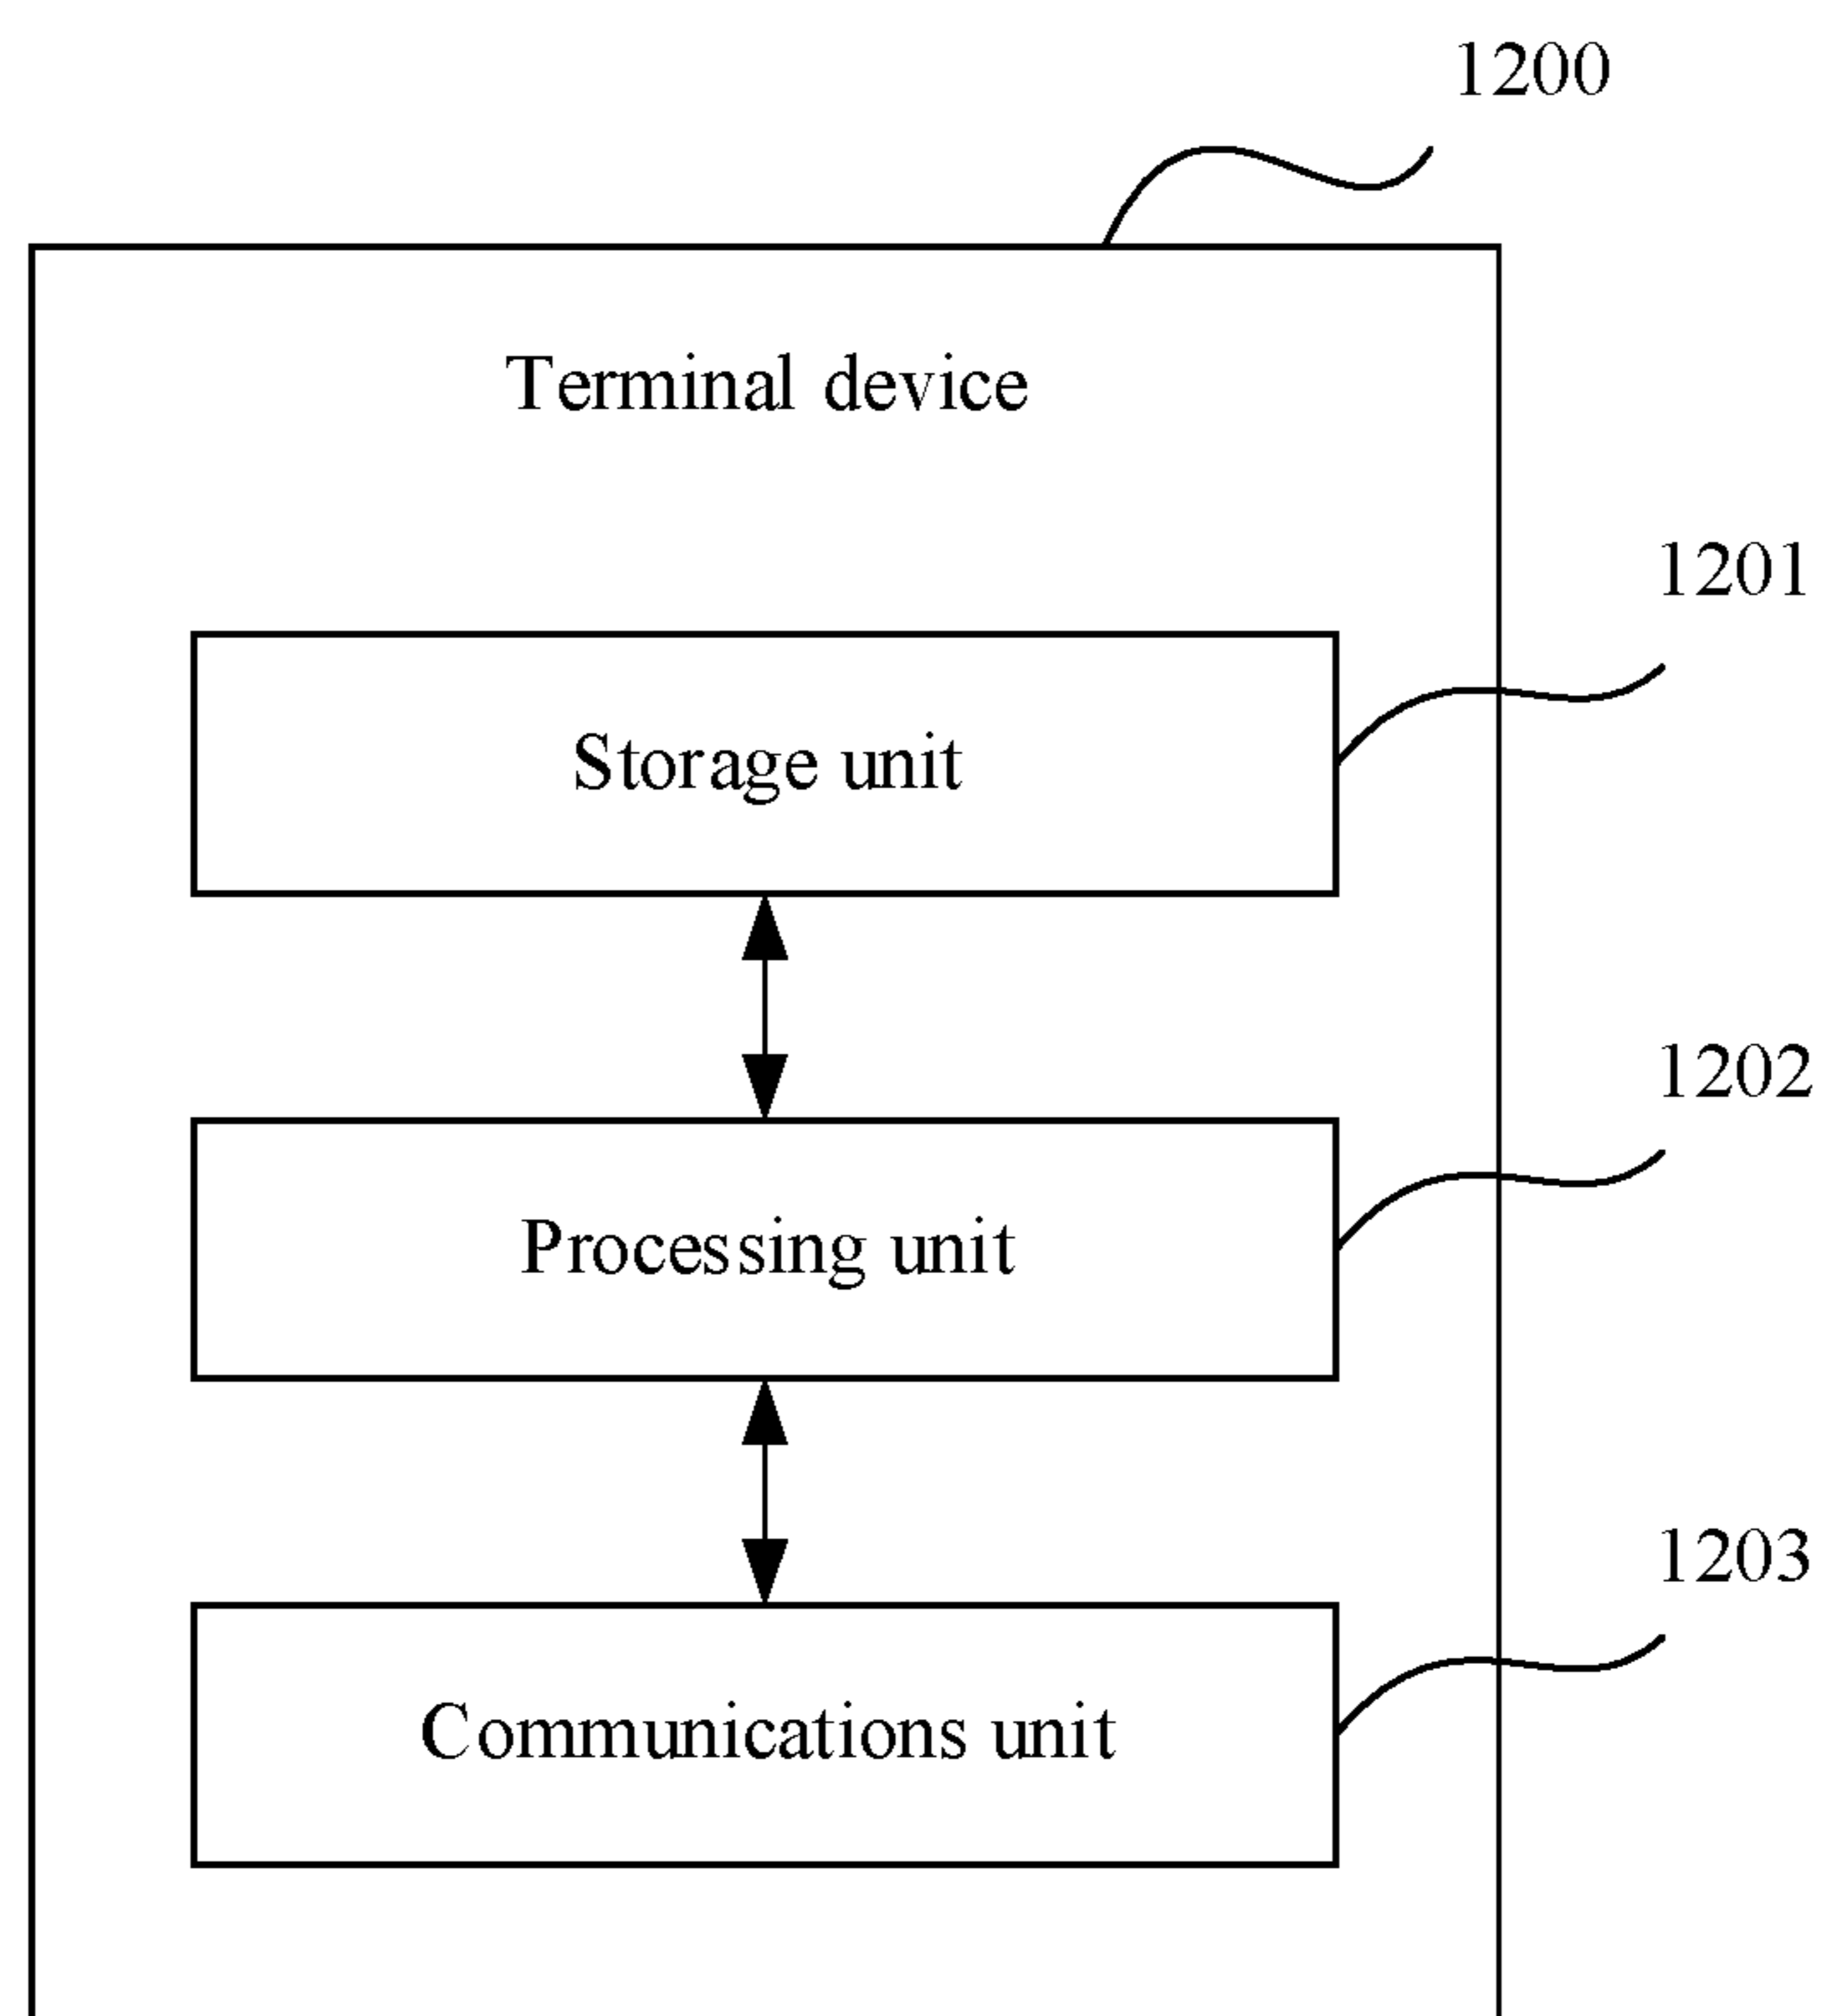 1200
Terminal device
1201
Storage unit
1202
Processing unit
1203
Communications unit